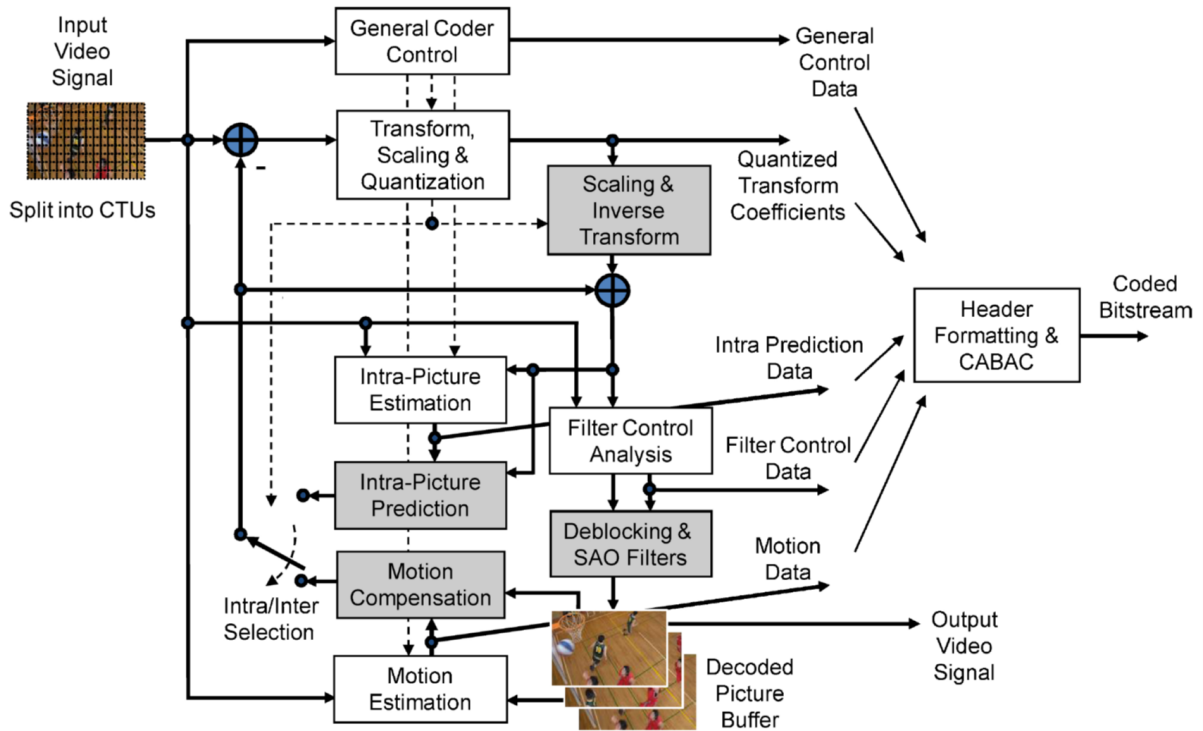 Input
Video
Signal
Split into CTUs
General Coder
Control
General
Control
Data
Transform,
Scaling &
Quantization
-
Quantized
Transform
Coefficients
Scaling &
Inverse
Transform
Header
Formatting &
CABAC
Coded
Bitstream
Intra-Picture
Estimation
Intra Prediction
Data
Filter Control
Analysis
Filter Control
Data
Intra-Picture
Prediction
Deblocking &
SAO Filters
Motion
Compensation
Motion
Data
Intra/Inter
Selection
Motion
Estimation
Decoded
Picture
Buffer
Output
Video
Signal